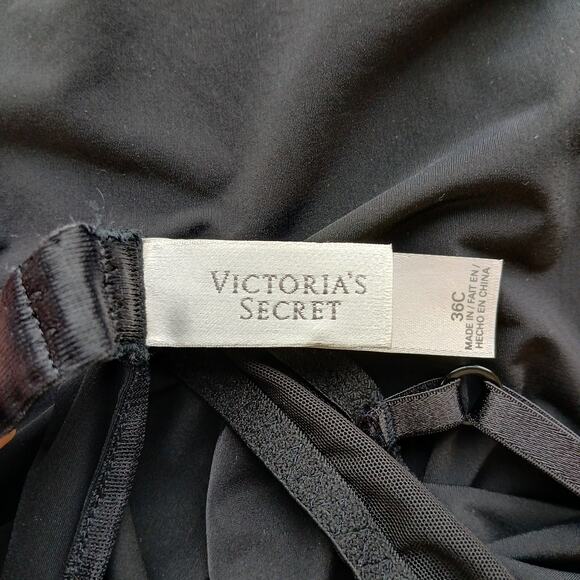 VICTORIA'S
SECRET
36C
MADE IN / FAIT EN /
HECHO EN CHINA